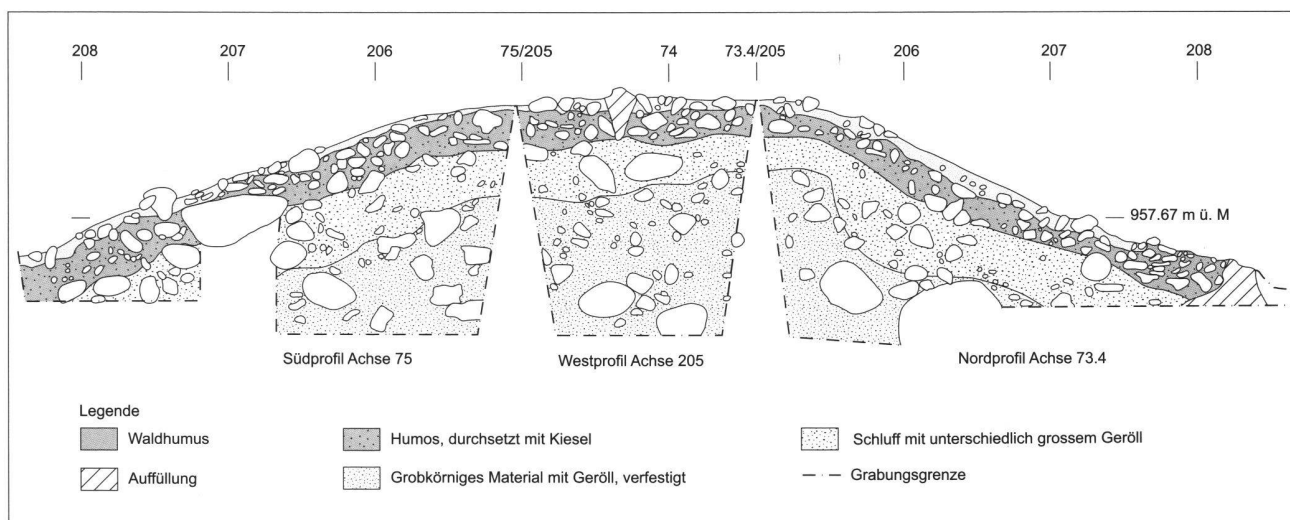 208 207 206 75/205 74 73.4/205 206 207 208
957.67 m ü. M
Südprofil Achse 75 Westprofil Achse 205 Nordprofil Achse 73.4
Legende
Waldhumus Humos, durchsetzt mit Kiesel Schluff mit unterschiedlich grossem Geröll
Auffüllung Grobkörniges Material mit Geröll, verfestigt Grabungsgrenze